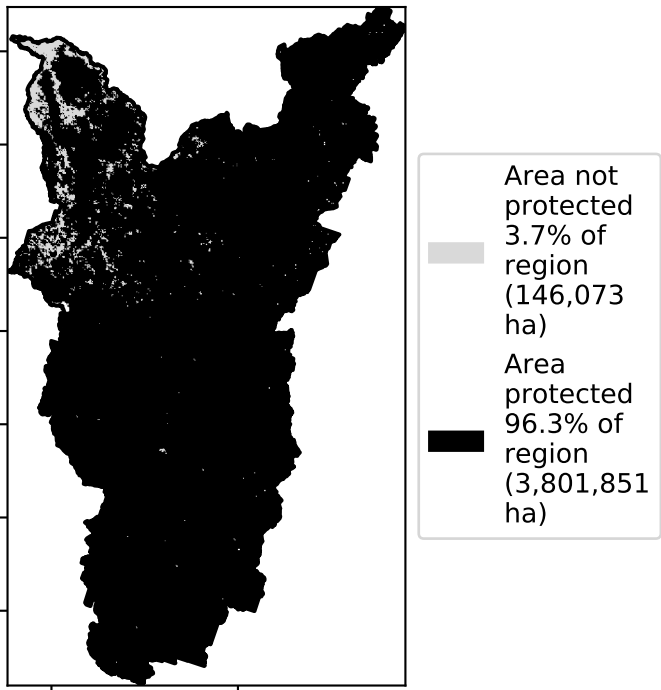 Area not
protected
3.7% of
region
(146,073
ha)
Area
protected
96.3% of
region
(3,801,851
ha)